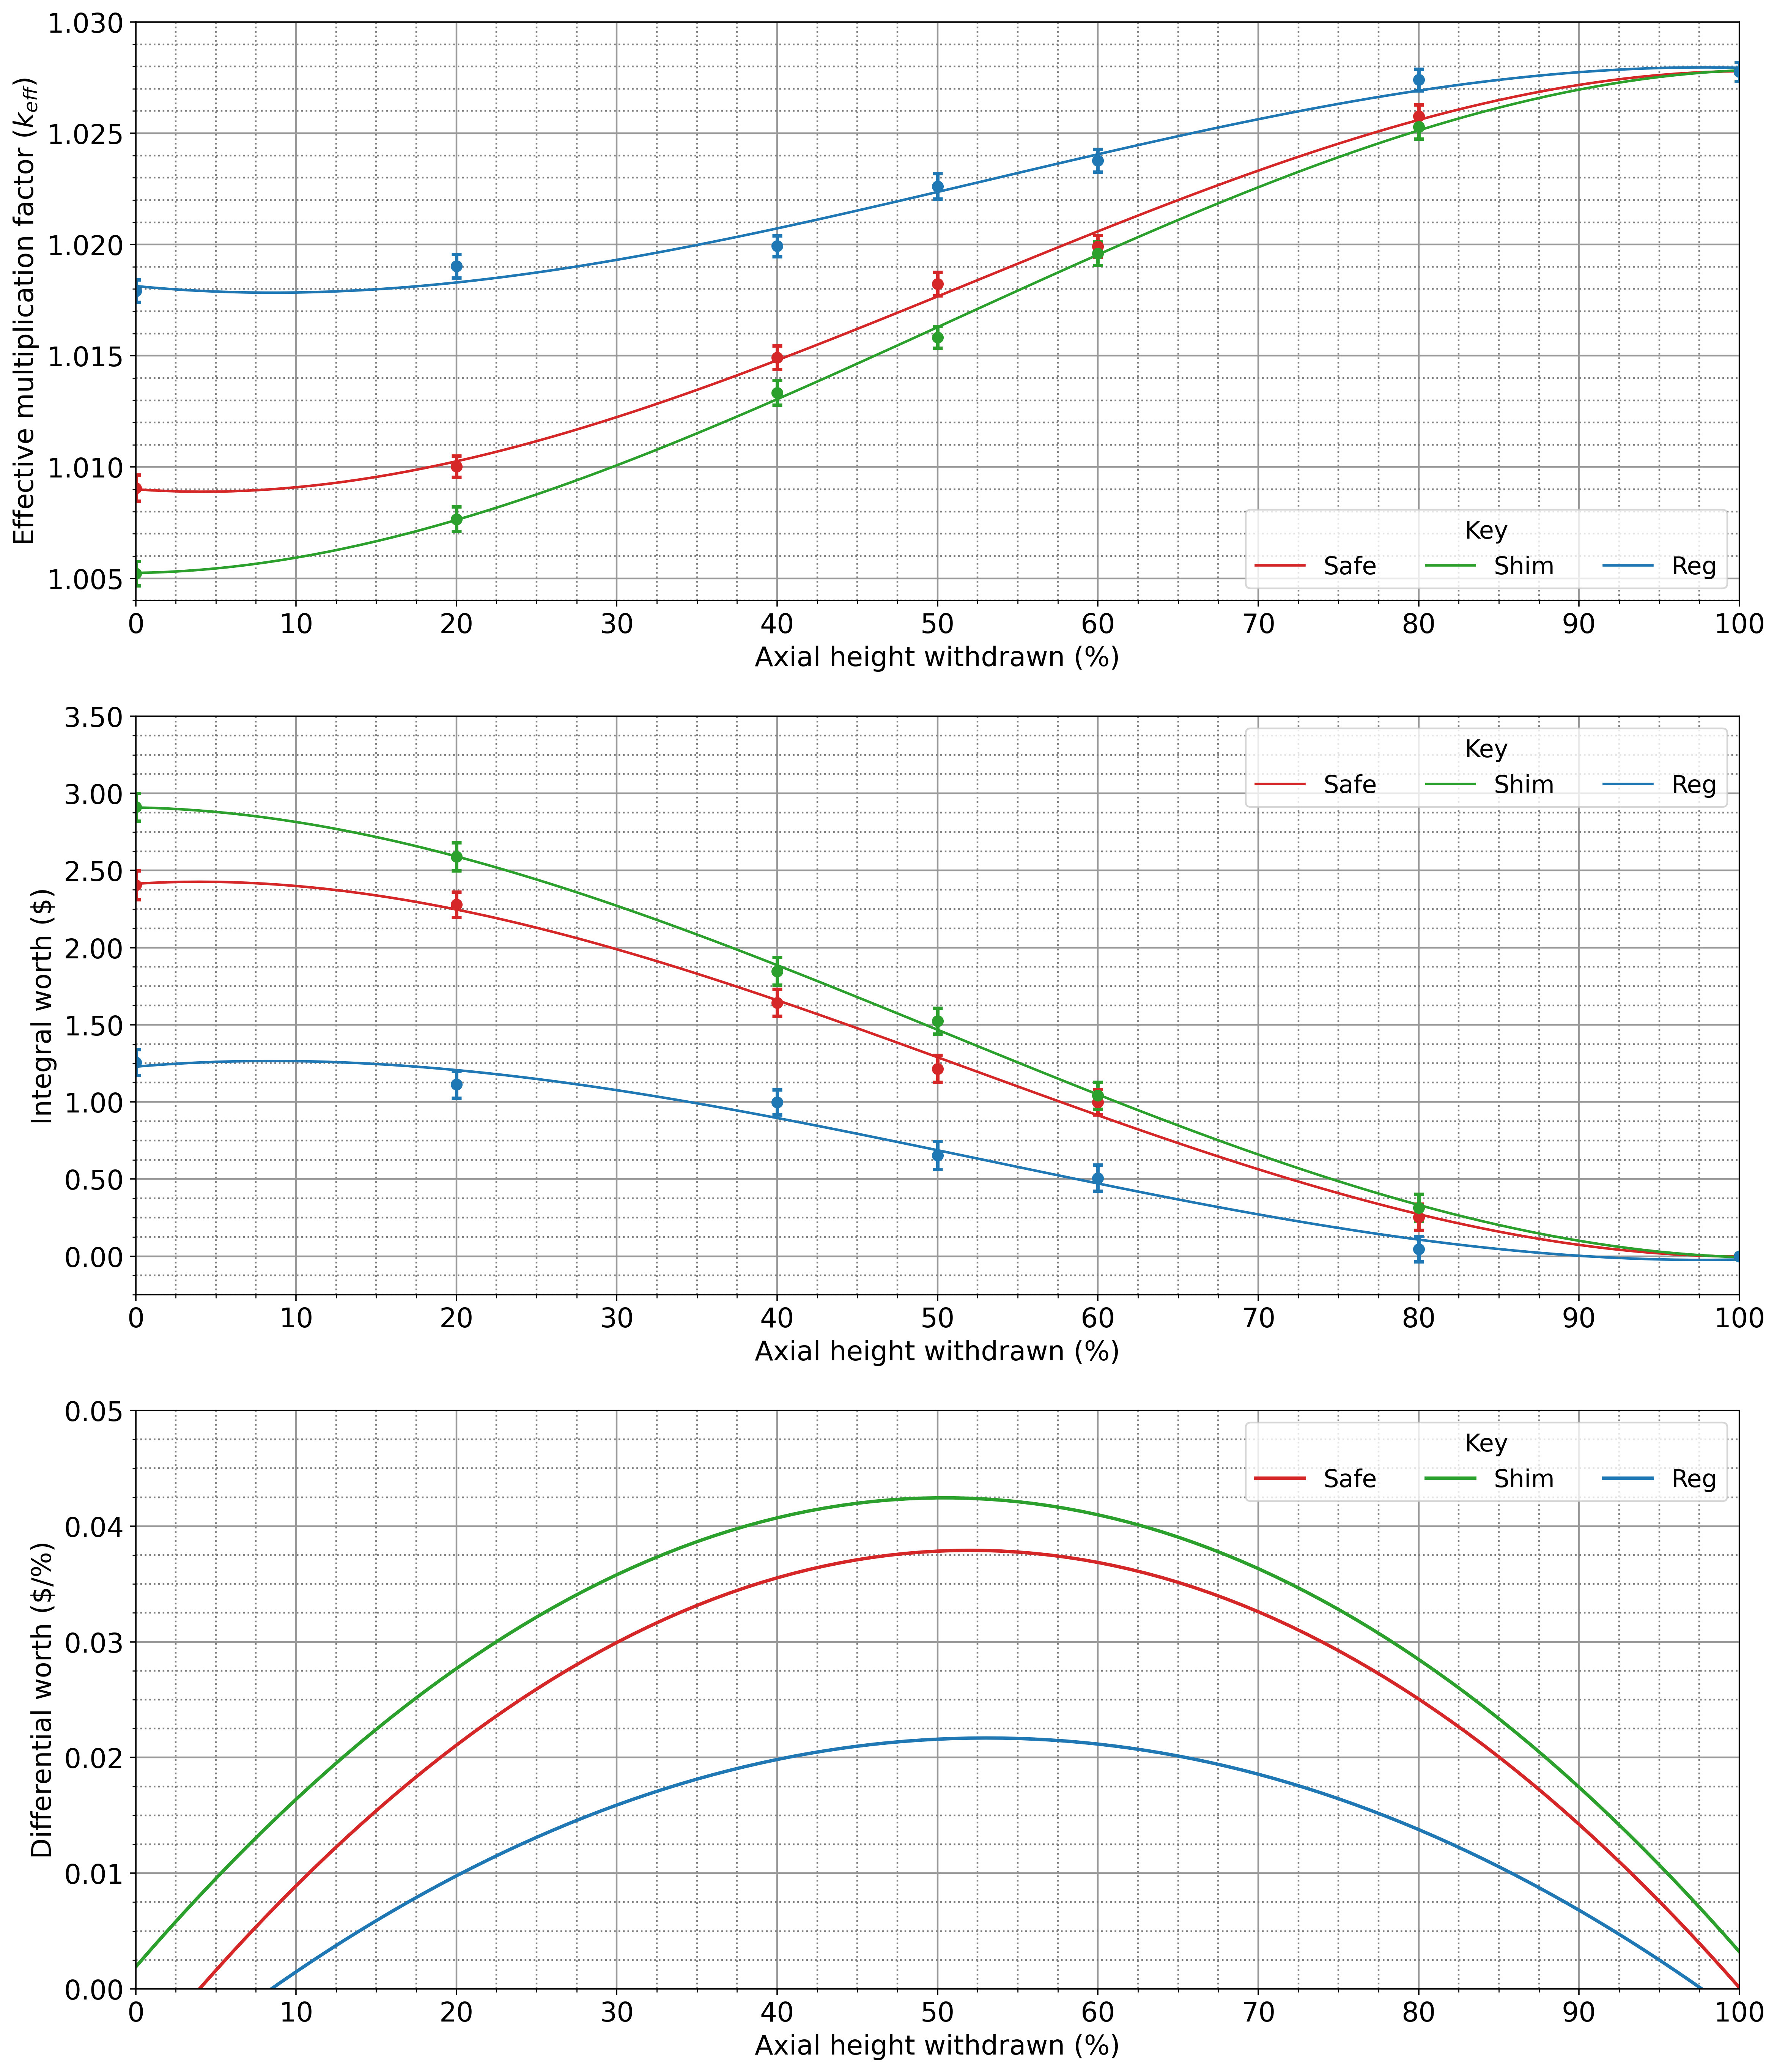 1.030
1.025
1.020
1.015
1.010
1.005
Effective multiplication factor (k_eff)
Key
Safe Shim Reg
0 10 20 30 40 50 60 70 80 90 100
Axial height withdrawn (%)
3.50
3.00
2.50
2.00
1.50
1.00
0.50
0.00
Integral worth ($)
Key
Safe Shim Reg
0 10 20 30 40 50 60 70 80 90 100
Axial height withdrawn (%)
0.05
0.04
0.03
0.02
0.01
0.00
Differential worth ($/%)
Key
Safe Shim Reg
0 10 20 30 40 50 60 70 80 90 100
Axial height withdrawn (%)